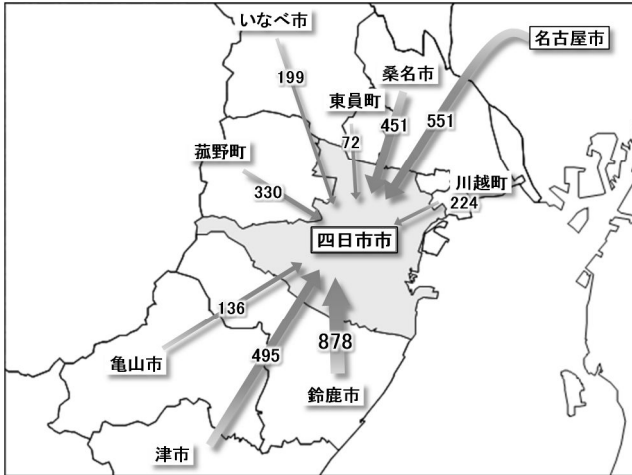 いなべ市
名古屋市
桑名市
199
東員町
451
551
72
菰野町
330
川越町
224
四日市市
136
495
878
亀山市
鈴鹿市
津市